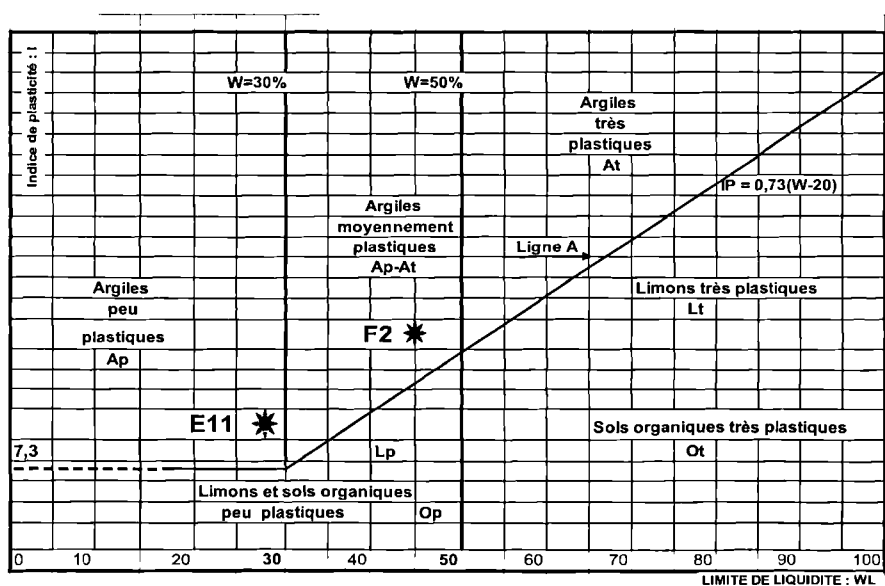 Indice de plasticité : I
W=30%
W=50%
Argiles
très
plastiques
At
IP = 0,73(W-20)
Argiles
moyennement
plastiques
Ap-At
Ligne A
Argiles
peu
plastiques
Ap
Limons très plastiques
Lt
F2
E11
Sols organiques très plastiques
Ot
7,3
Lp
Limons et sols organiques
peu plastiques Op
0 10 20 30 40 50 60 70 80 90 100
LIMITE DE LIQUIDITE : WL